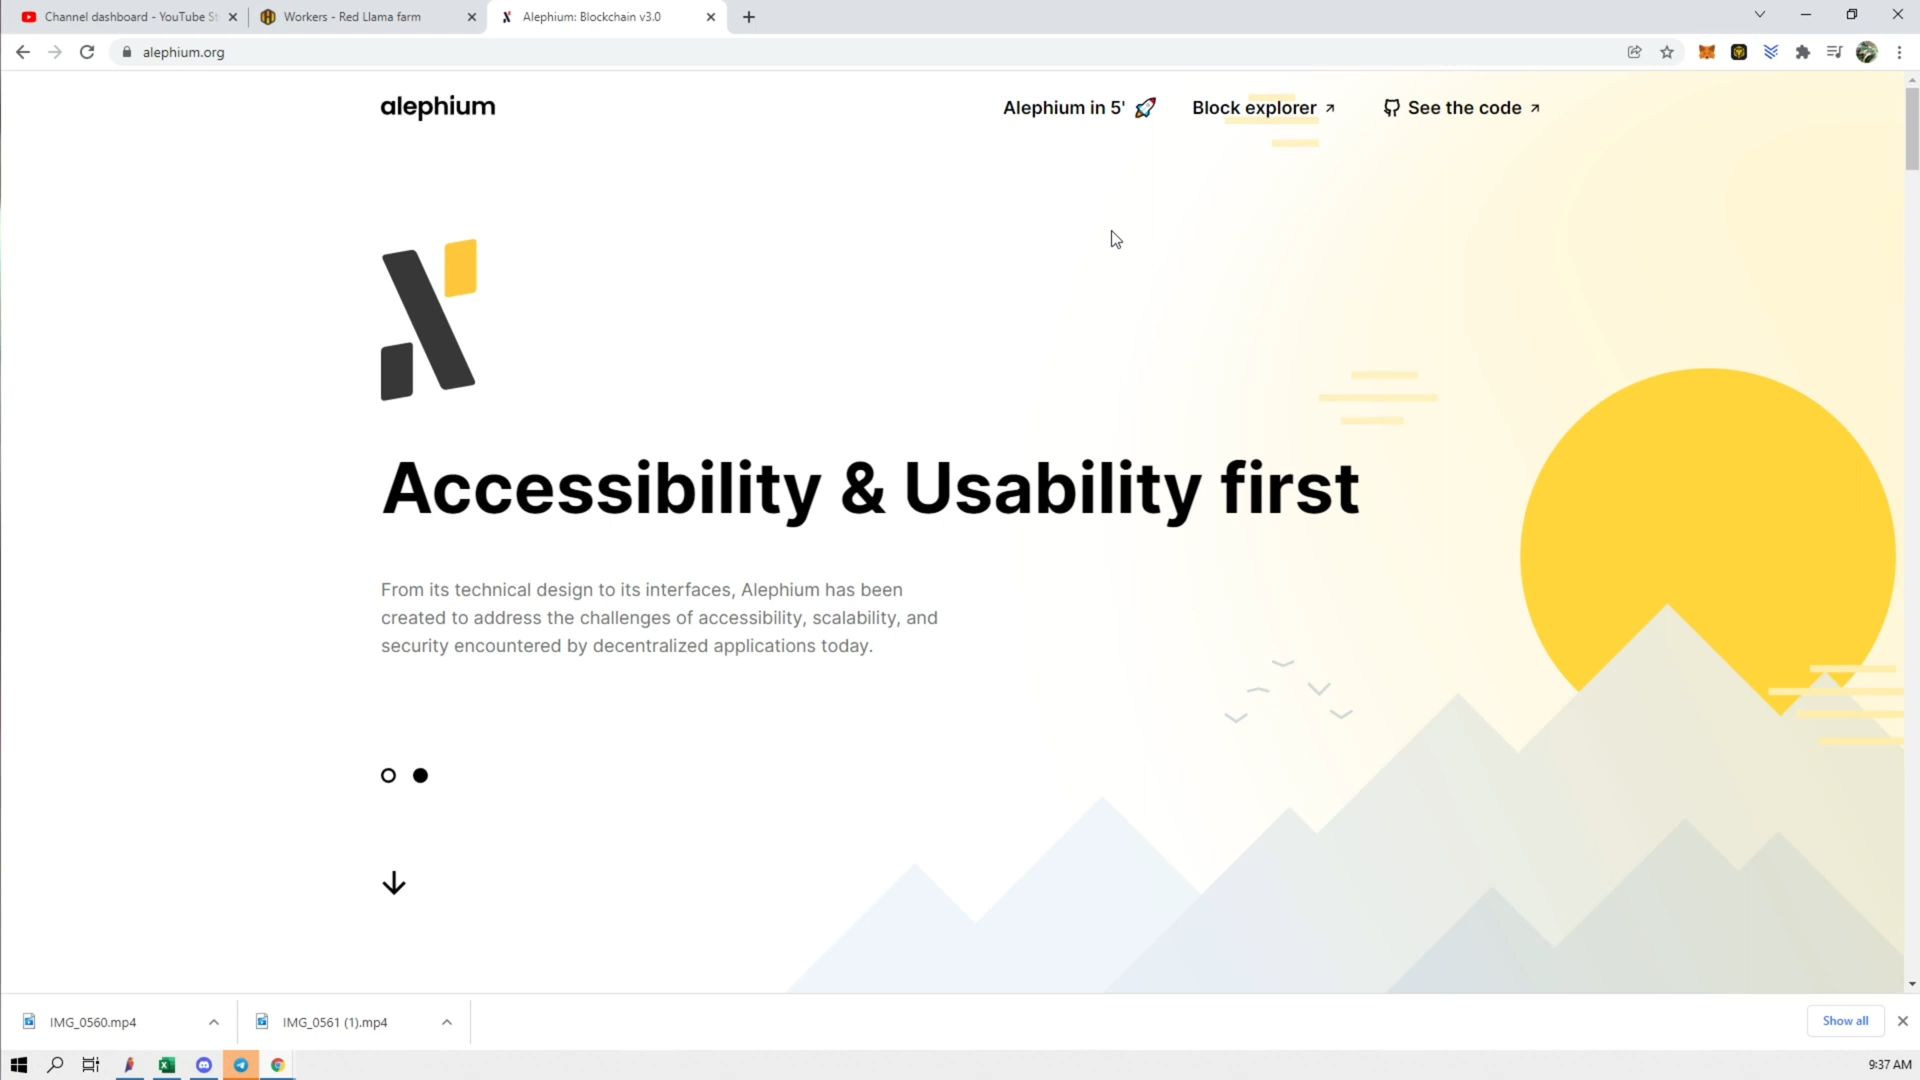 Channel dashboard - YouTube St
Workers - Red Llama farm
Alephium: Blockchain v3.0
alephium.org
alephium
Alephium in 5' 🚀
Block explorer ↗
See the code ↗
Accessibility & Usability first
From its technical design to its interfaces, Alephium has been
created to address the challenges of accessibility, scalability, and
security encountered by decentralized applications today.
IMG_0560.mp4
IMG_0561 (1).mp4
Show all
9:37 AM